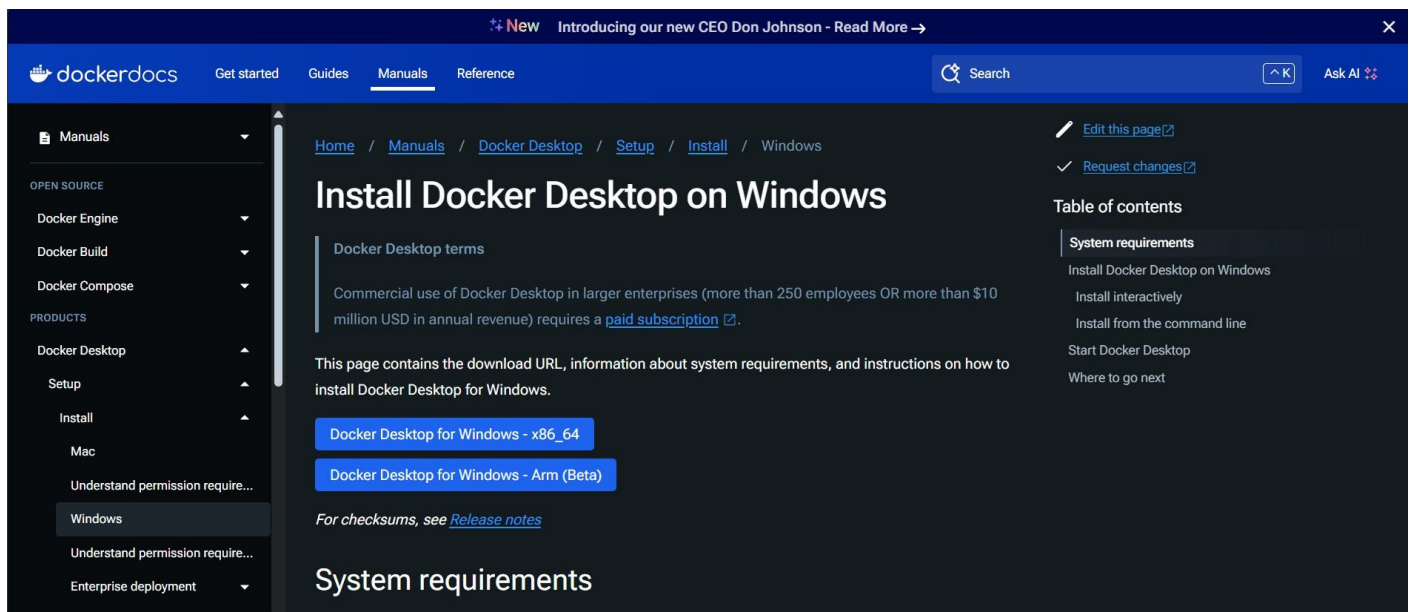 New Introducing our new CEO Don Johnson - Read More →
dockerdocs Get started Guides Manuals Reference Search ^K Ask AI
Manuals
OPEN SOURCE
Docker Engine
Docker Build
Docker Compose
PRODUCTS
Docker Desktop
Setup
Install
Mac
Understand permission require...
Windows
Understand permission require...
Enterprise deployment
Home / Manuals / Docker Desktop / Setup / Install / Windows
Install Docker Desktop on Windows
Docker Desktop terms
Commercial use of Docker Desktop in larger enterprises (more than 250 employees OR more than $10
million USD in annual revenue) requires a paid subscription.
This page contains the download URL, information about system requirements, and instructions on how to
install Docker Desktop for Windows.
Docker Desktop for Windows - x86_64
Docker Desktop for Windows - Arm (Beta)
For checksums, see Release notes
System requirements
Edit this page
Request changes
Table of contents
System requirements
Install Docker Desktop on Windows
Install interactively
Install from the command line
Start Docker Desktop
Where to go next